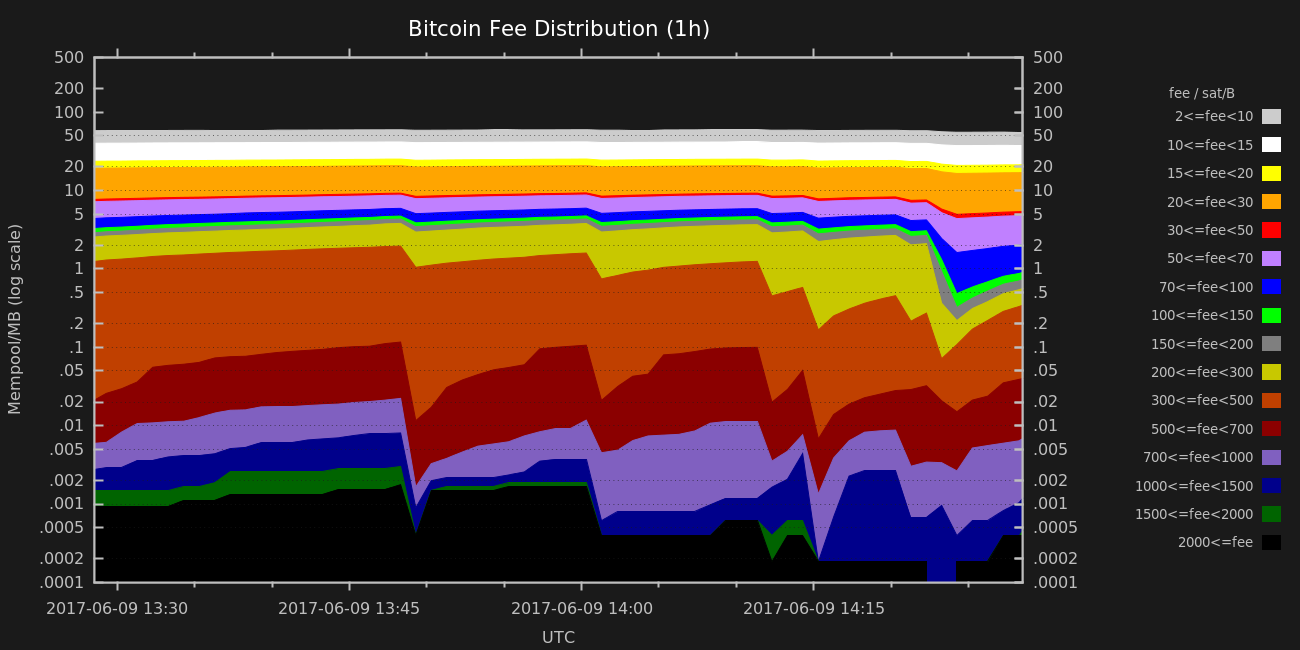 Bitcoin Fee Distribution (1h)
Mempool/MB (log scale)
500
200
100
50
20
10
5
2
1
.5
.2
.1
.05
.02
.01
.005
.002
.001
.0005
.0002
.0001
500
200
100
50
20
10
5
2
1
.5
.2
.1
.05
.02
.01
.005
.002
.001
.0005
.0002
.0001
2017-06-09 13:30 2017-06-09 13:45 2017-06-09 14:00 2017-06-09 14:15
UTC
fee / sat/B
2<=fee<10
10<=fee<15
15<=fee<20
20<=fee<30
30<=fee<50
50<=fee<70
70<=fee<100
100<=fee<150
150<=fee<200
200<=fee<300
300<=fee<500
500<=fee<700
700<=fee<1000
1000<=fee<1500
1500<=fee<2000
2000<=fee